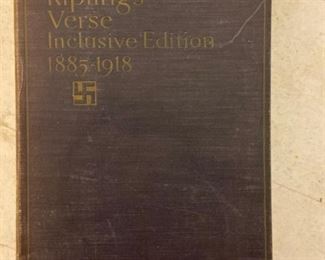 Kipling's
Verse
Inclusive Edition
1885-1918